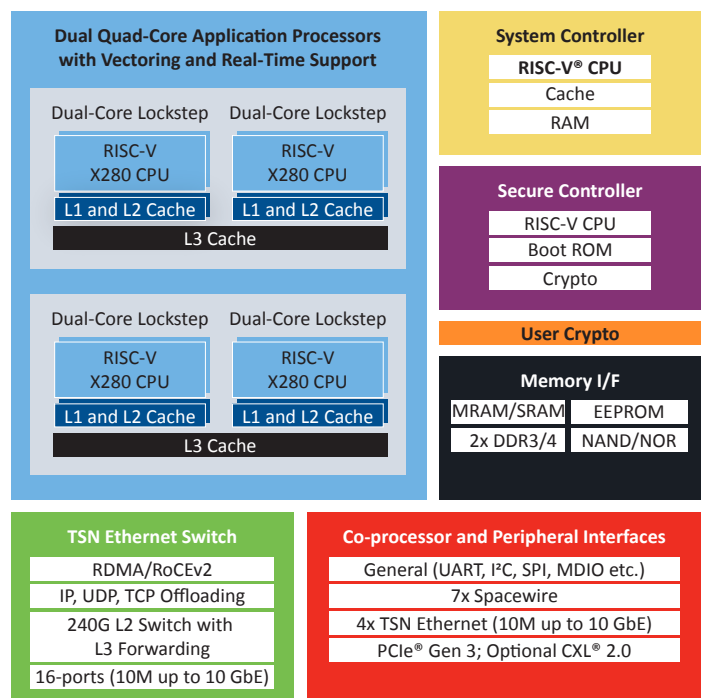 Dual Quad-Core Application Processors
with Vectoring and Real-Time Support
Dual-Core Lockstep
Dual-Core Lockstep
RISC-V
X280 CPU
RISC-V
X280 CPU
L1 and L2 Cache
L1 and L2 Cache
L3 Cache
Dual-Core Lockstep
Dual-Core Lockstep
RISC-V
X280 CPU
RISC-V
X280 CPU
L1 and L2 Cache
L1 and L2 Cache
L3 Cache
System Controller
RISC-V® CPU
Cache
RAM
Secure Controller
RISC-V CPU
Boot ROM
Crypto
User Crypto
Memory I/F
MRAM/SRAM
EEPROM
2x DDR3/4
NAND/NOR
TSN Ethernet Switch
RDMA/RoCEv2
IP, UDP, TCP Offloading
240G L2 Switch with
L3 Forwarding
16-ports (10M up to 10 GbE)
Co-processor and Peripheral Interfaces
General (UART, I²C, SPI, MDIO etc.)
7x Spacewire
4x TSN Ethernet (10M up to 10 GbE)
PCIe® Gen 3; Optional CXL® 2.0